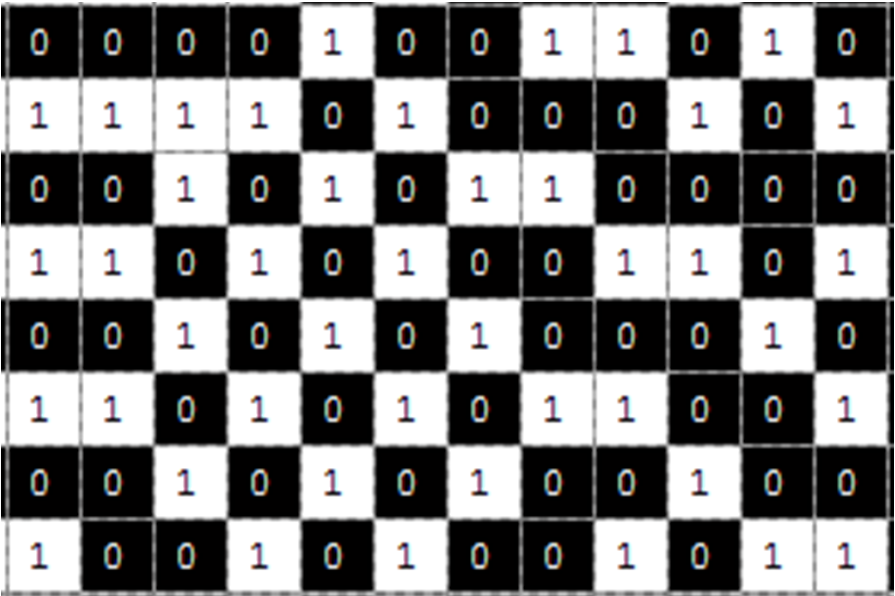 0 0 0 0 1 0 0 1 1 0 1 0
1 1 1 1 0 1 0 0 0 1 0 1
0 0 1 0 1 0 1 1 0 0 0 0
1 1 0 1 0 1 0 0 1 1 0 1
0 0 1 0 1 0 1 0 0 0 1 0
1 1 0 1 0 1 0 1 1 0 0 1
0 0 1 0 1 0 1 0 0 1 0 0
1 0 0 1 0 1 0 0 1 0 1 1